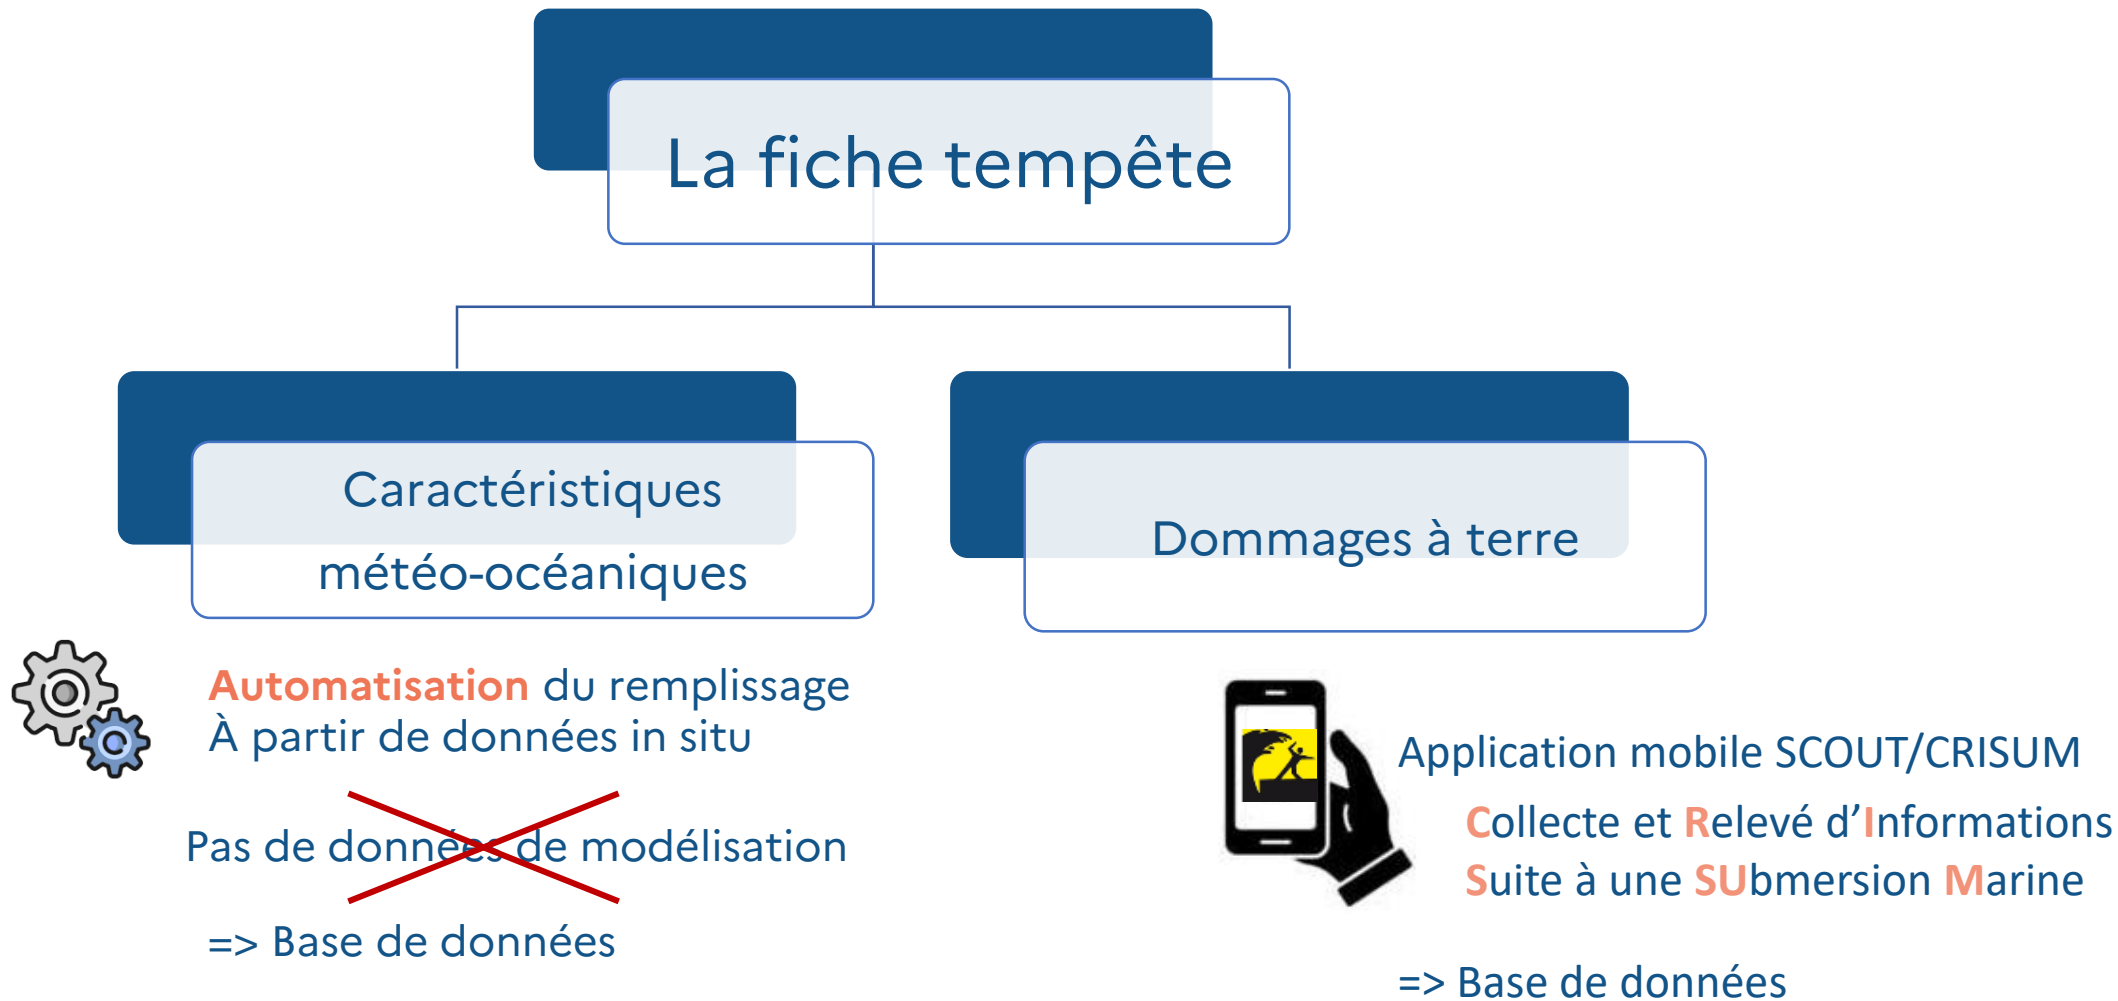 La fiche tempête
Caractéristiques
météo-océaniques
Dommages à terre
Automatisation du remplissage
À partir de données in situ
Pas de données de modélisation
=> Base de données
Application mobile SCOUT/CRISUM
Collecte et Relevé d’Informations
Suite à une SUbmersion Marine
=> Base de données